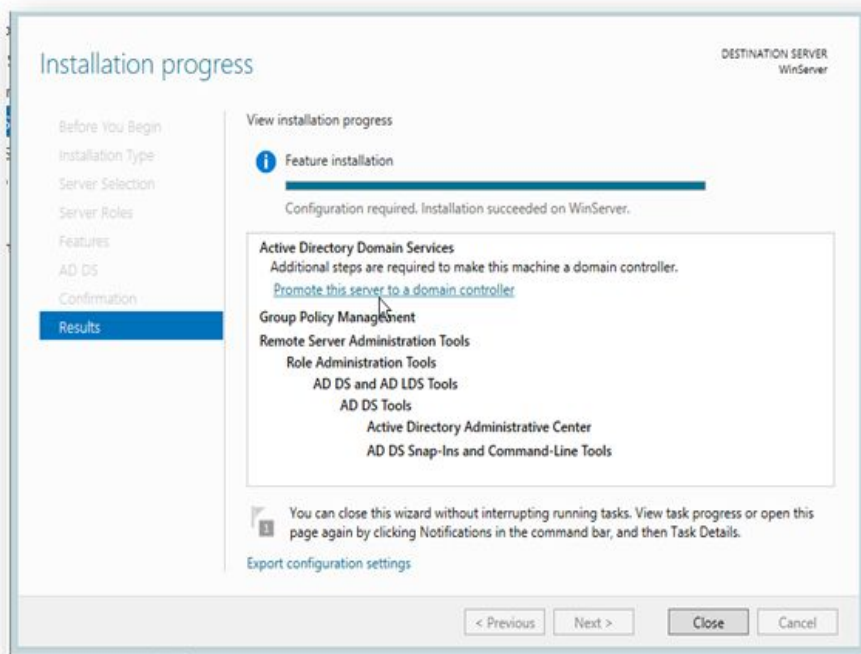 Installation progress
DESTINATION SERVER
WinServer
Before You Begin
Installation Type
Server Selection
Server Roles
Features
AD DS
Confirmation
Results
View installation progress
Feature installation
Configuration required. Installation succeeded on WinServer.
Active Directory Domain Services
Additional steps are required to make this machine a domain controller.
Promote this server to a domain controller
Group Policy Management
Remote Server Administration Tools
Role Administration Tools
AD DS and AD LDS Tools
AD DS Tools
Active Directory Administrative Center
AD DS Snap-Ins and Command-Line Tools
1
You can close this wizard without interrupting running tasks. View task progress or open this
page again by clicking Notifications in the command bar, and then Task Details.
Export configuration settings
< Previous
Next >
Close
Cancel